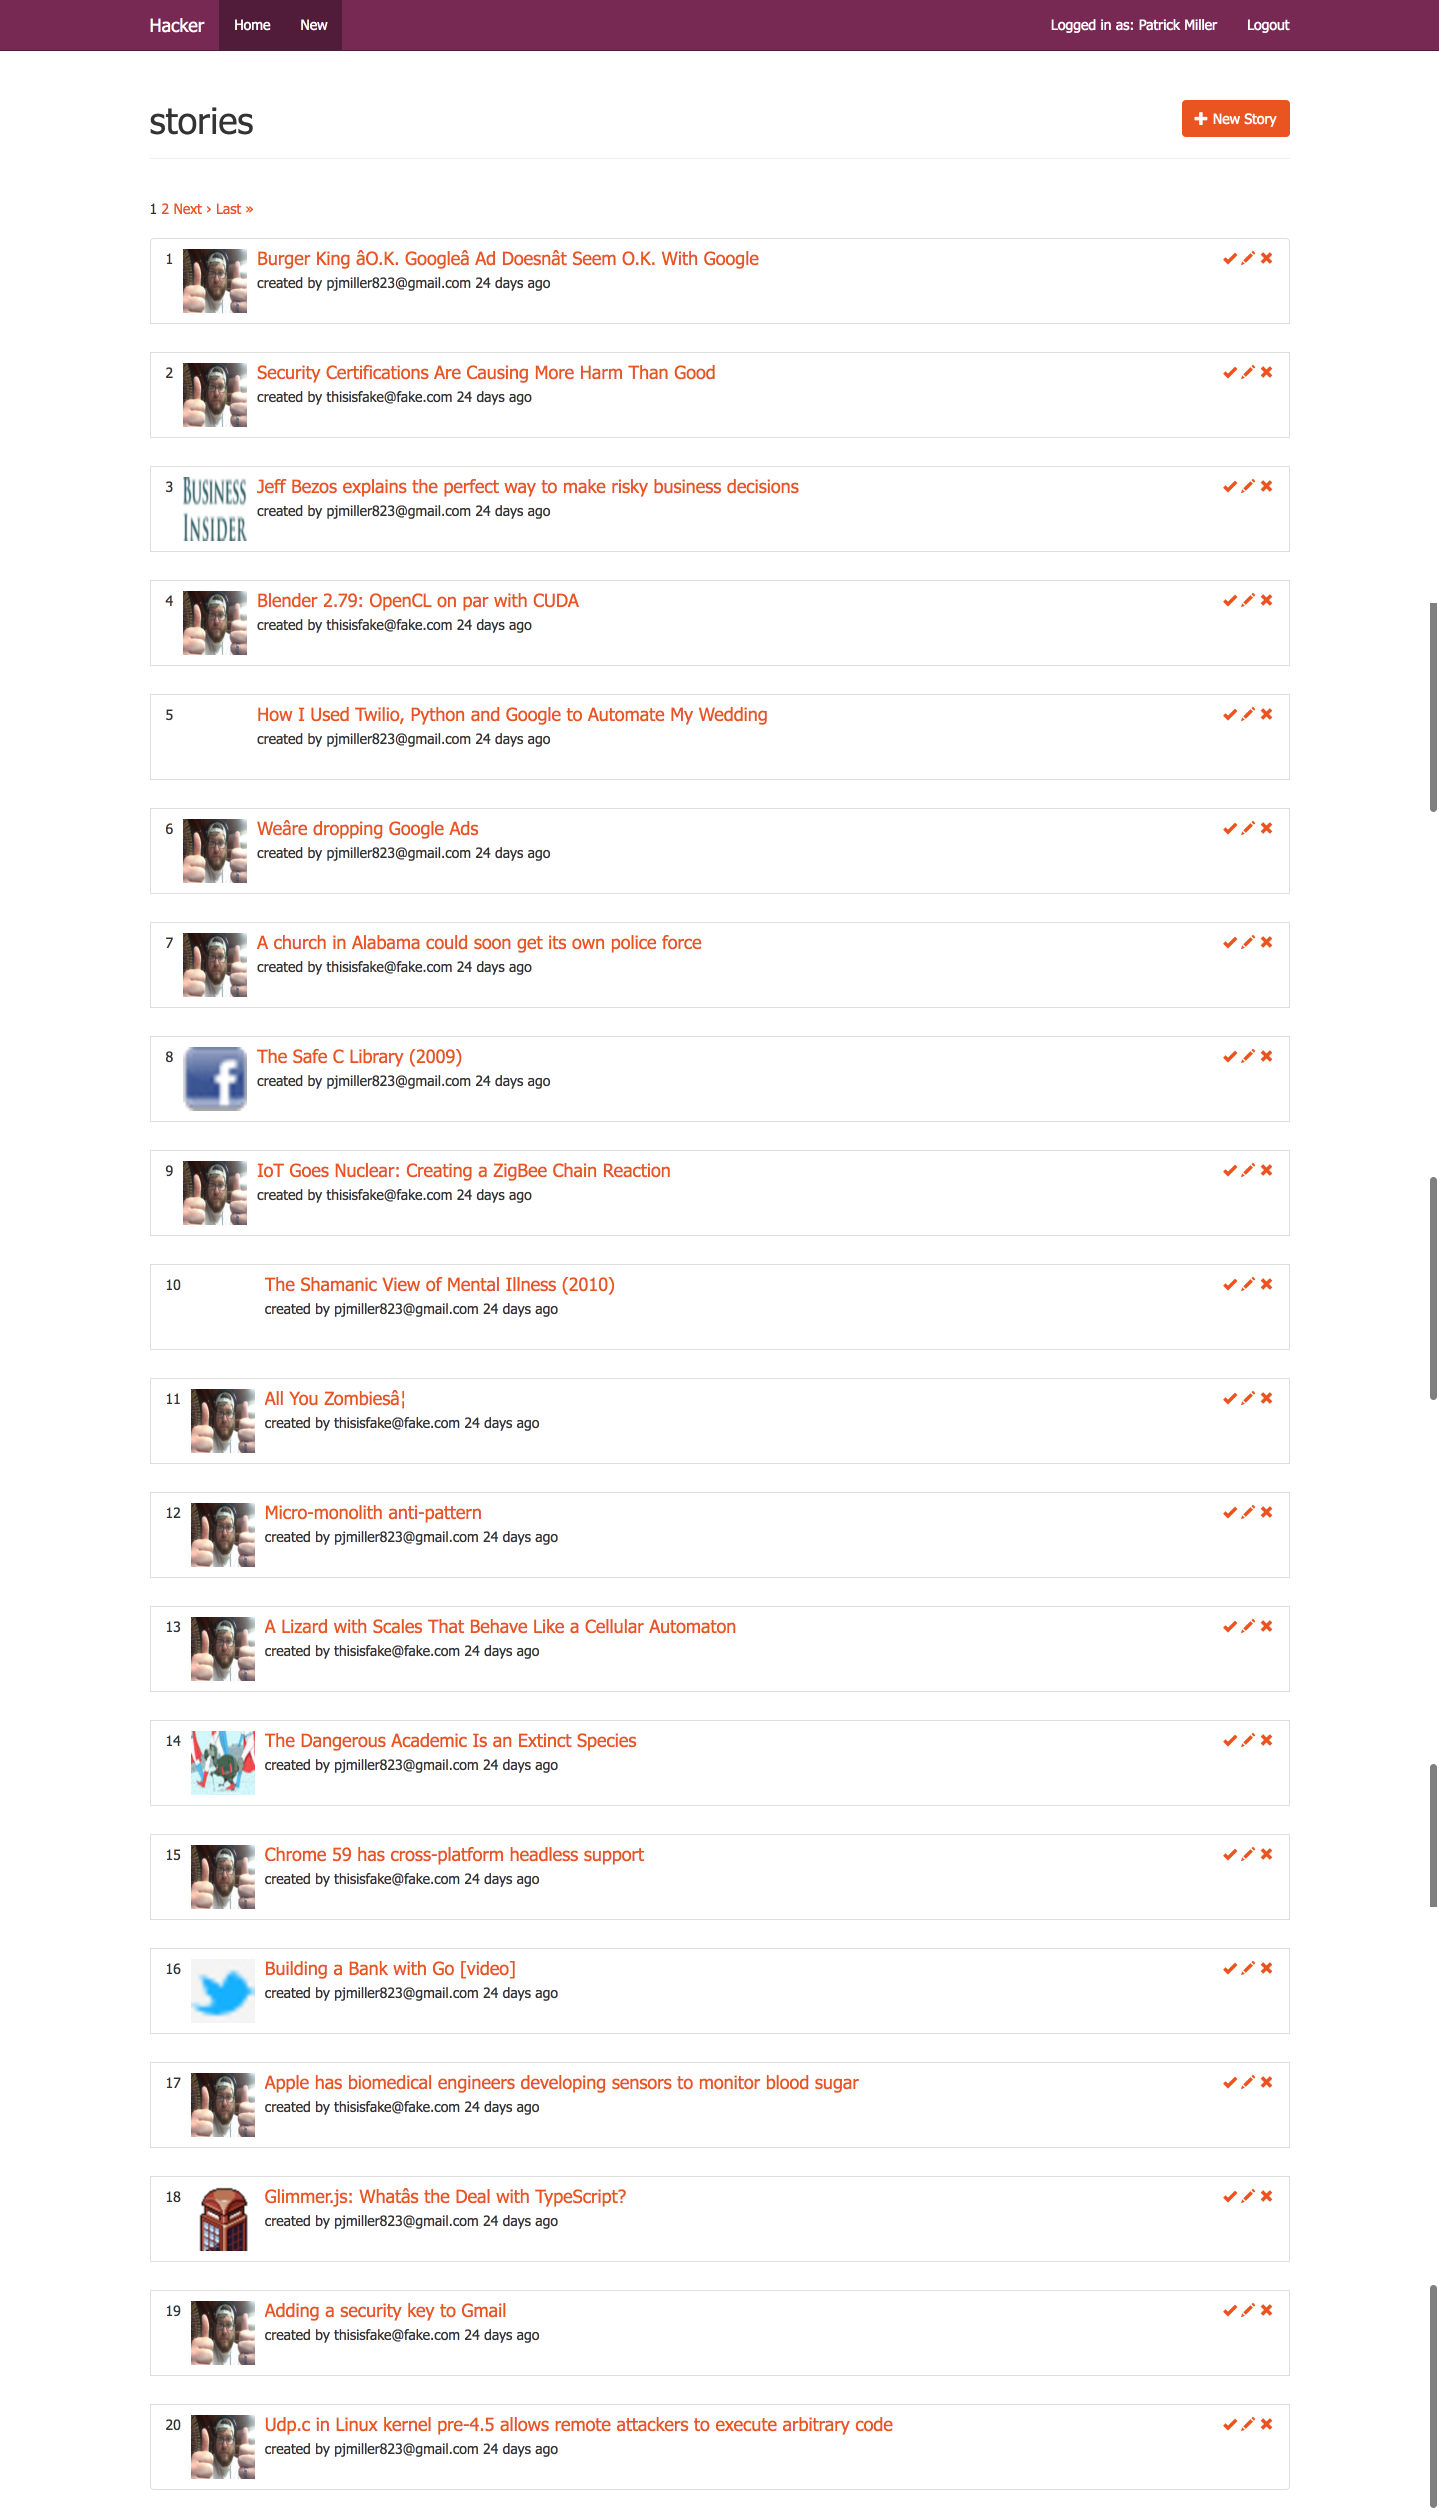 Hacker Home New Logged in as: Patrick Miller Logout
stories
New Story
1 2 Next › Last »
1 Burger King âO.K. Googleâ Ad Doesnât Seem O.K. With Google
created by pjmiller823@gmail.com 24 days ago
2 Security Certifications Are Causing More Harm Than Good
created by thisisfake@fake.com 24 days ago
3 BUSINESS INSIDER Jeff Bezos explains the perfect way to make risky business decisions
created by pjmiller823@gmail.com 24 days ago
4 Blender 2.79: OpenCL on par with CUDA
created by thisisfake@fake.com 24 days ago
5 How I Used Twilio, Python and Google to Automate My Wedding
created by pjmiller823@gmail.com 24 days ago
6 Weâre dropping Google Ads
created by pjmiller823@gmail.com 24 days ago
7 A church in Alabama could soon get its own police force
created by thisisfake@fake.com 24 days ago
8 f The Safe C Library (2009)
created by pjmiller823@gmail.com 24 days ago
9 IoT Goes Nuclear: Creating a ZigBee Chain Reaction
created by thisisfake@fake.com 24 days ago
10 The Shamanic View of Mental Illness (2010)
created by pjmiller823@gmail.com 24 days ago
11 All You Zombiesâ¦
created by thisisfake@fake.com 24 days ago
12 Micro-monolith anti-pattern
created by pjmiller823@gmail.com 24 days ago
13 A Lizard with Scales That Behave Like a Cellular Automaton
created by thisisfake@fake.com 24 days ago
14 The Dangerous Academic Is an Extinct Species
created by pjmiller823@gmail.com 24 days ago
15 Chrome 59 has cross-platform headless support
created by thisisfake@fake.com 24 days ago
16 Building a Bank with Go [video]
created by pjmiller823@gmail.com 24 days ago
17 Apple has biomedical engineers developing sensors to monitor blood sugar
created by thisisfake@fake.com 24 days ago
18 Glimmer.js: Whatâs the Deal with TypeScript?
created by pjmiller823@gmail.com 24 days ago
19 Adding a security key to Gmail
created by thisisfake@fake.com 24 days ago
20 Udp.c in Linux kernel pre-4.5 allows remote attackers to execute arbitrary code
created by pjmiller823@gmail.com 24 days ago